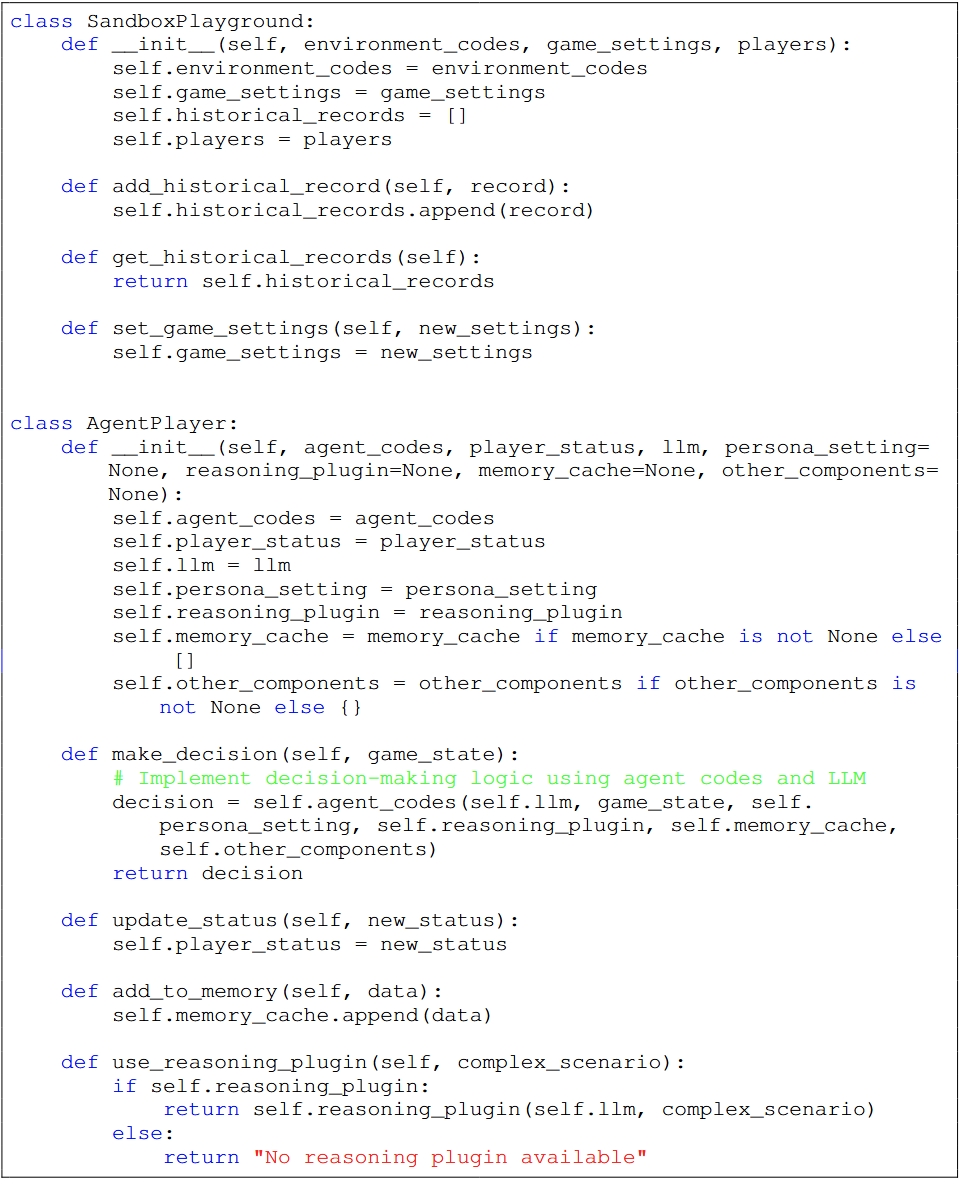 class SandboxPlayground:
    def __init__(self, environment_codes, game_settings, players):
        self.environment_codes = environment_codes
        self.game_settings = game_settings
        self.historical_records = []
        self.players = players

    def add_historical_record(self, record):
        self.historical_records.append(record)

    def get_historical_records(self):
        return self.historical_records

    def set_game_settings(self, new_settings):
        self.game_settings = new_settings


class AgentPlayer:
    def __init__(self, agent_codes, player_status, llm, persona_setting=
        None, reasoning_plugin=None, memory_cache=None, other_components=
        None):
        self.agent_codes = agent_codes
        self.player_status = player_status
        self.llm = llm
        self.persona_setting = persona_setting
        self.reasoning_plugin = reasoning_plugin
        self.memory_cache = memory_cache if memory_cache is not None else
            []
        self.other_components = other_components if other_components is
            not None else {}

    def make_decision(self, game_state):
        # Implement decision-making logic using agent codes and LLM
        decision = self.agent_codes(self.llm, game_state, self.
            persona_setting, self.reasoning_plugin, self.memory_cache,
            self.other_components)
        return decision

    def update_status(self, new_status):
        self.player_status = new_status

    def add_to_memory(self, data):
        self.memory_cache.append(data)

    def use_reasoning_plugin(self, complex_scenario):
        if self.reasoning_plugin:
            return self.reasoning_plugin(self.llm, complex_scenario)
        else:
            return "No reasoning plugin available"